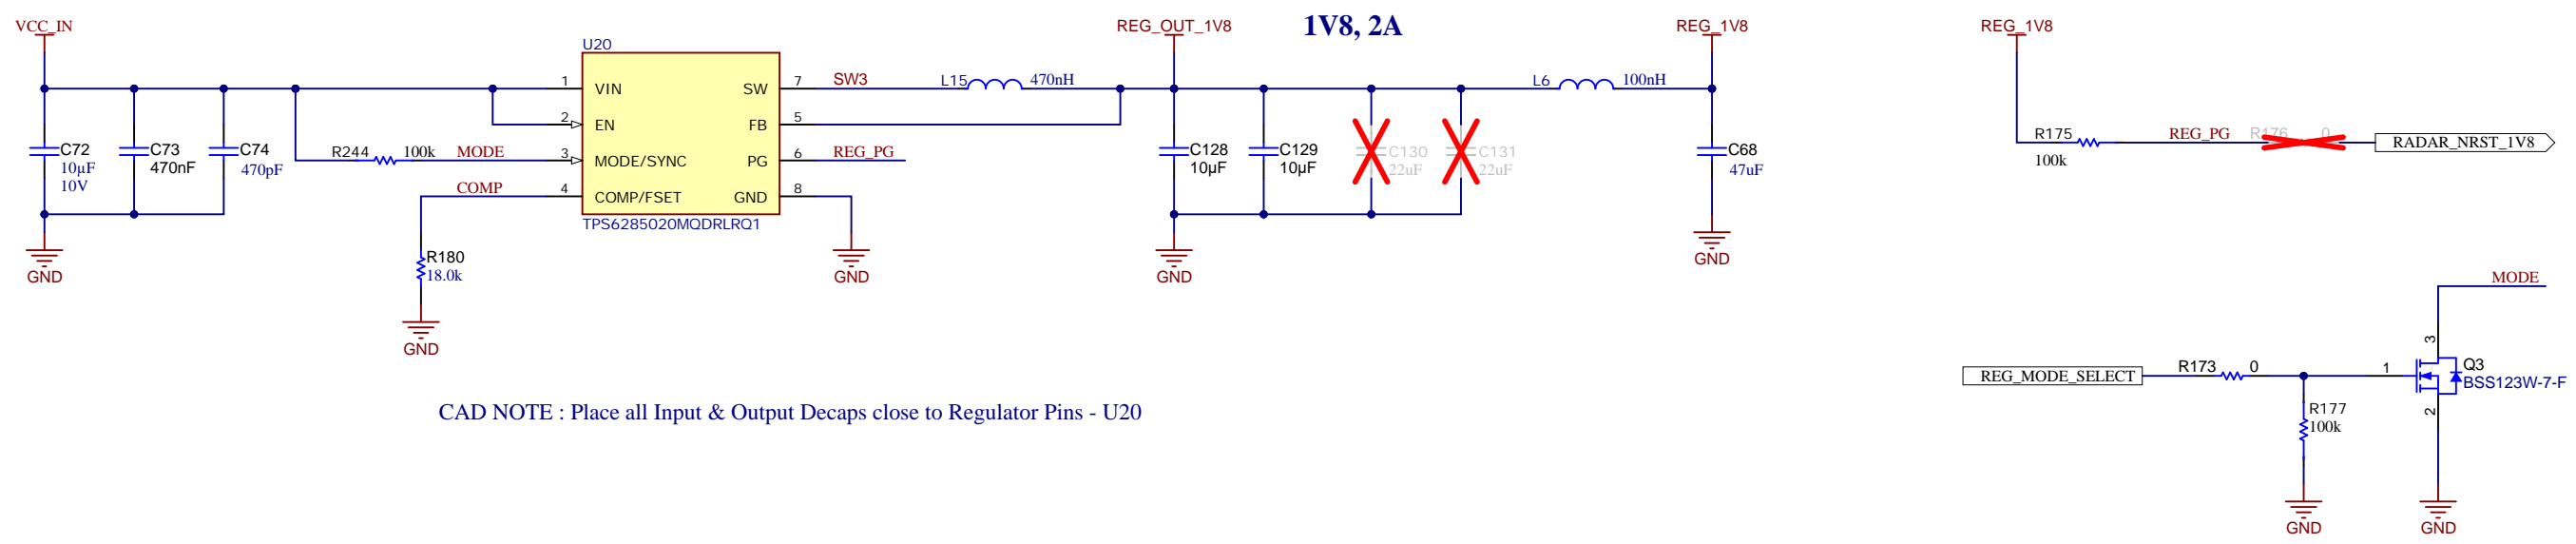 VCC_IN
REG_OUT_1V8
1V8, 2A
REG_1V8
REG_1V8
U20
1 VIN
2 EN
3 MODE/SYNC
4 COMP/FSET
SW 7
FB 5
PG 6
GND 8
TPS6285020MQDRLRQ1
SW3
REG_PG
L15 470nH
L6 100nH
C72
10µF
10V
C73
470nF
C74
470pF
R244 100k MODE
COMP
R180
18.0k
GND
GND
GND
C128
10µF
C129
10µF
C130
22uF
C131
22uF
GND
C68
47uF
GND
R175
100k
REG_PG
R176 0
RADAR_NRST_1V8
MODE
REG_MODE_SELECT
R173 0
1
3
2
Q3
BSS123W-7-F
R177
100k
GND
GND
CAD NOTE : Place all Input & Output Decaps close to Regulator Pins - U20